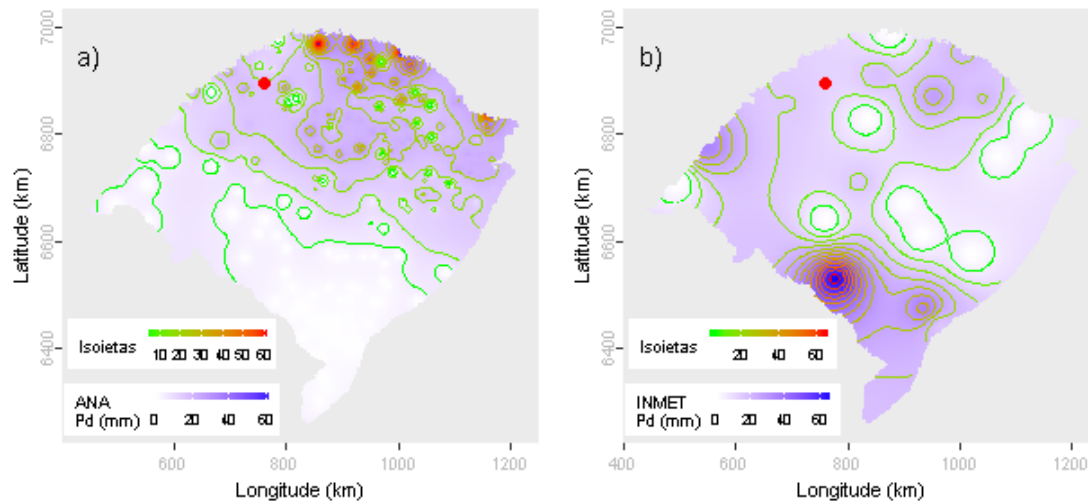 a)
Latitude (km)
7000
6800
6600
6400
Isoietas
10 20 30 40 50 60
ANA
Pd (mm) 0 20 40 60
600 800 1000 1200
Longitude (km)
b)
Latitude (km)
7000
6800
6600
6400
Isoietas
20 40 60
INMET
Pd (mm) 0 20 40 60
400 600 800 1000 1200
Longitude (km)